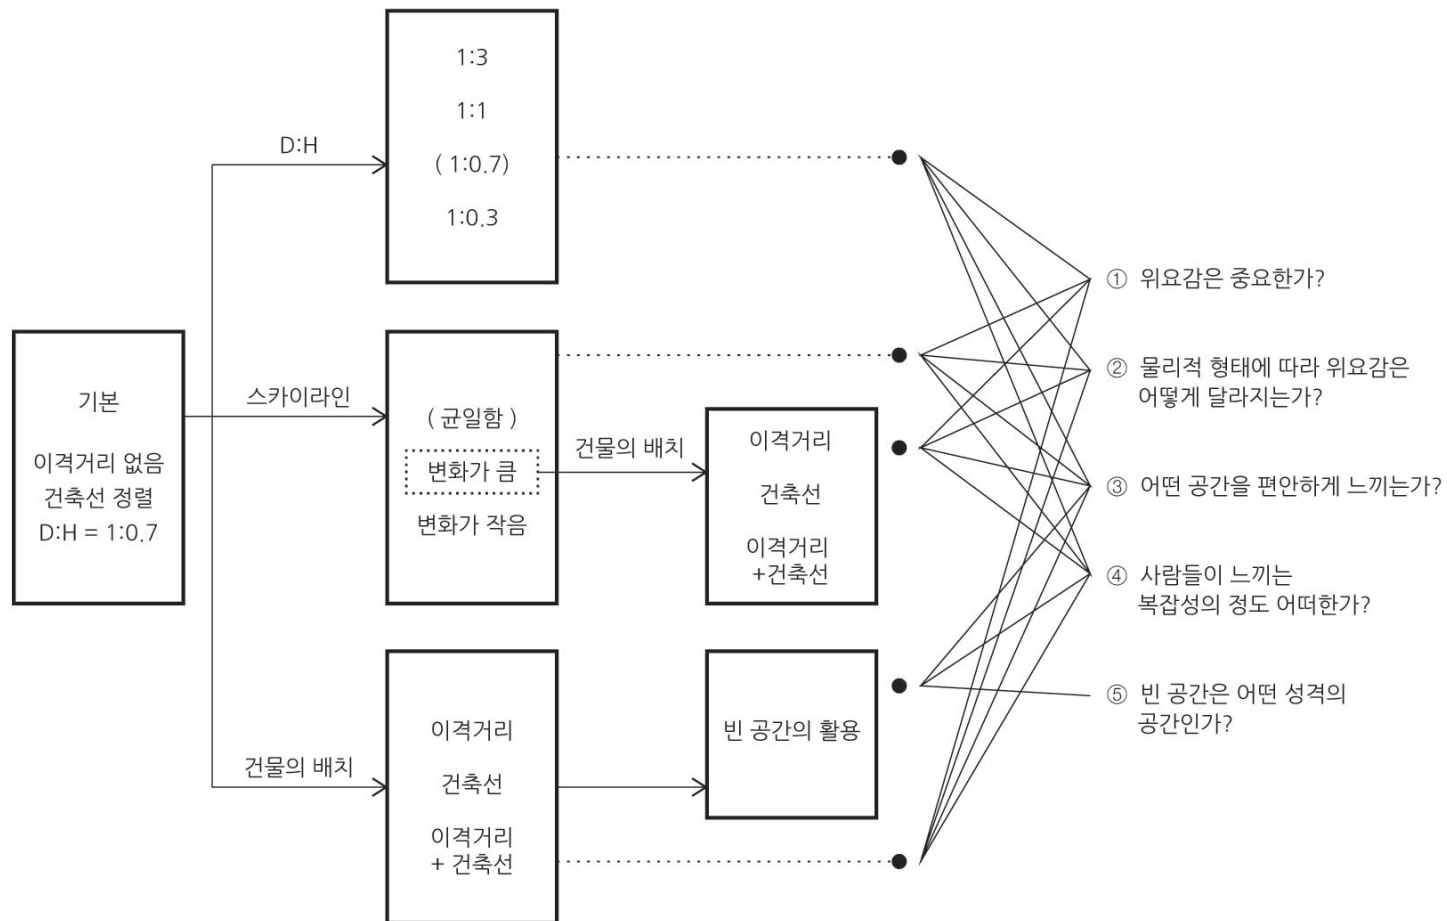 1:3
1:1
( 1:0.7)
1:0.3
D:H
기본
이격거리 없음
건축선 정렬
D:H = 1:0.7
스카이라인
( 균일함 )
변화가 큼
변화가 작음
건물의 배치
이격거리
건축선
이격거리
+건축선
건물의 배치
이격거리
건축선
이격거리
+ 건축선
빈 공간의 활용
① 위요감은 중요한가?
② 물리적 형태에 따라 위요감은
어떻게 달라지는가?
③ 어떤 공간을 편안하게 느끼는가?
④ 사람들이 느끼는
복잡성의 정도 어떠한가?
⑤ 빈 공간은 어떤 성격의
공간인가?